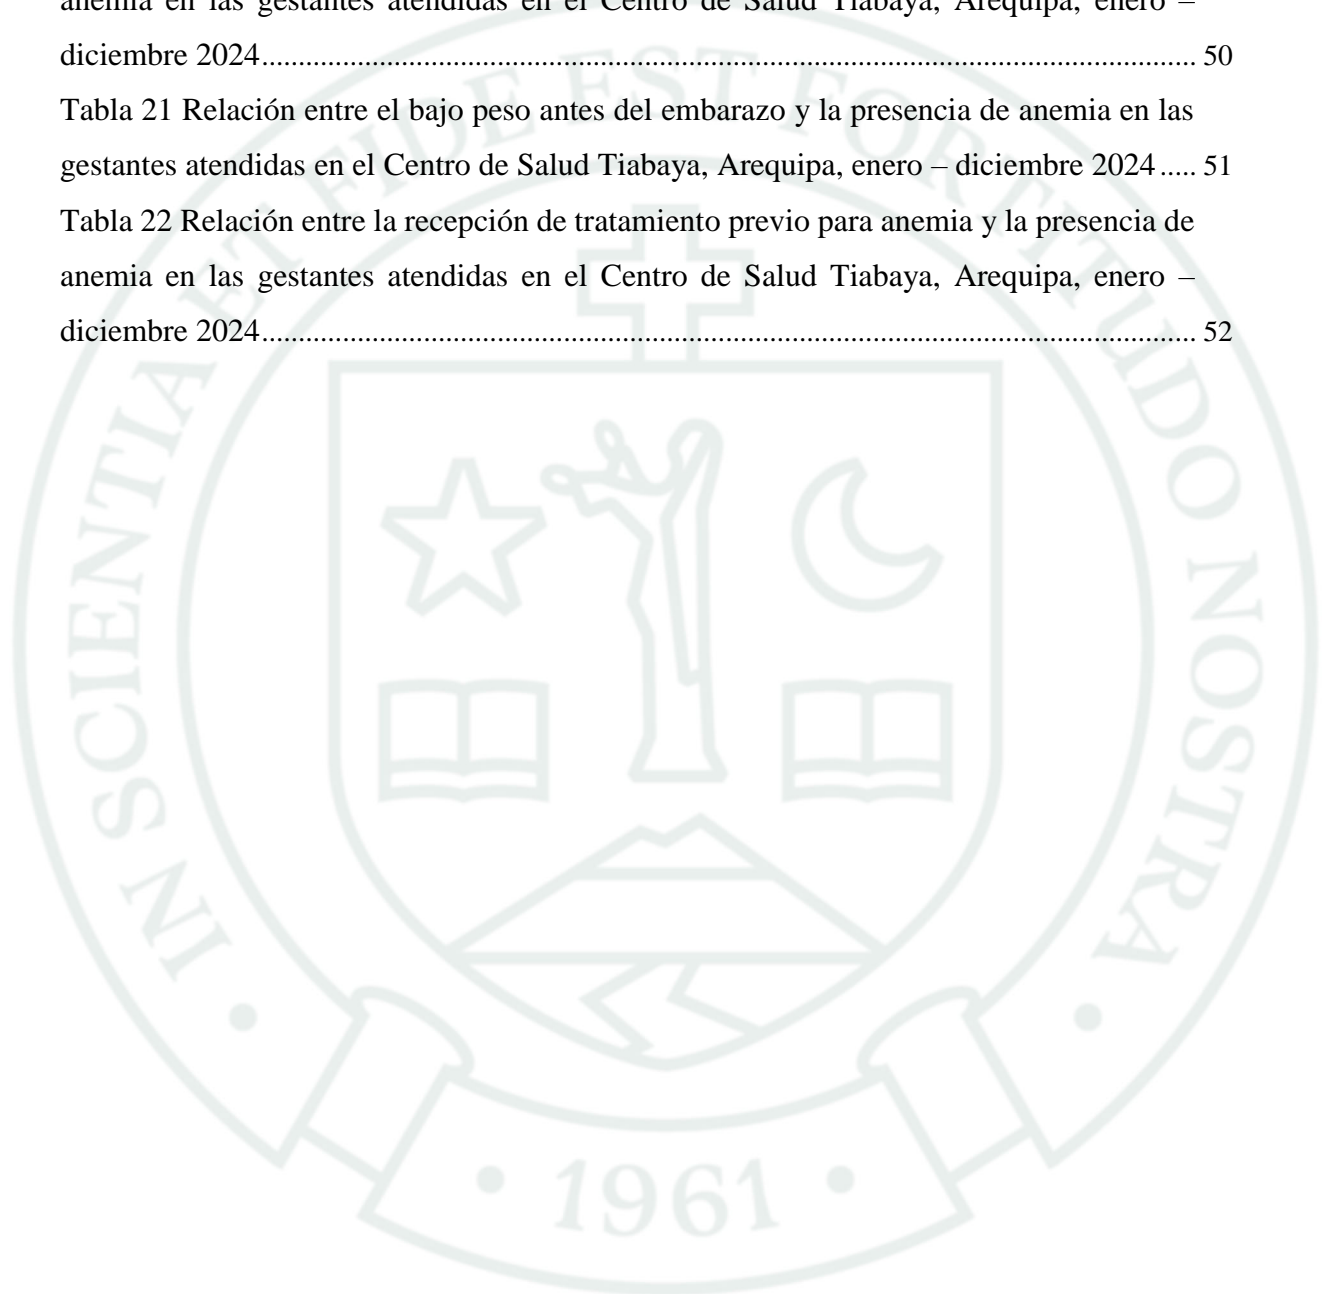 anemia en las gestantes atendidas en el Centro de Salud Tiabaya, Arequipa, enero –
diciembre 2024............................................................................................................................... 50
Tabla 21 Relación entre el bajo peso antes del embarazo y la presencia de anemia en las
gestantes atendidas en el Centro de Salud Tiabaya, Arequipa, enero – diciembre 2024..... 51
Tabla 22 Relación entre la recepción de tratamiento previo para anemia y la presencia de
anemia en las gestantes atendidas en el Centro de Salud Tiabaya, Arequipa, enero –
diciembre 2024............................................................................................................................... 52
IN SCIENTIA ET FIDE EST FORTITUDO NOSTRA
• 1961 •